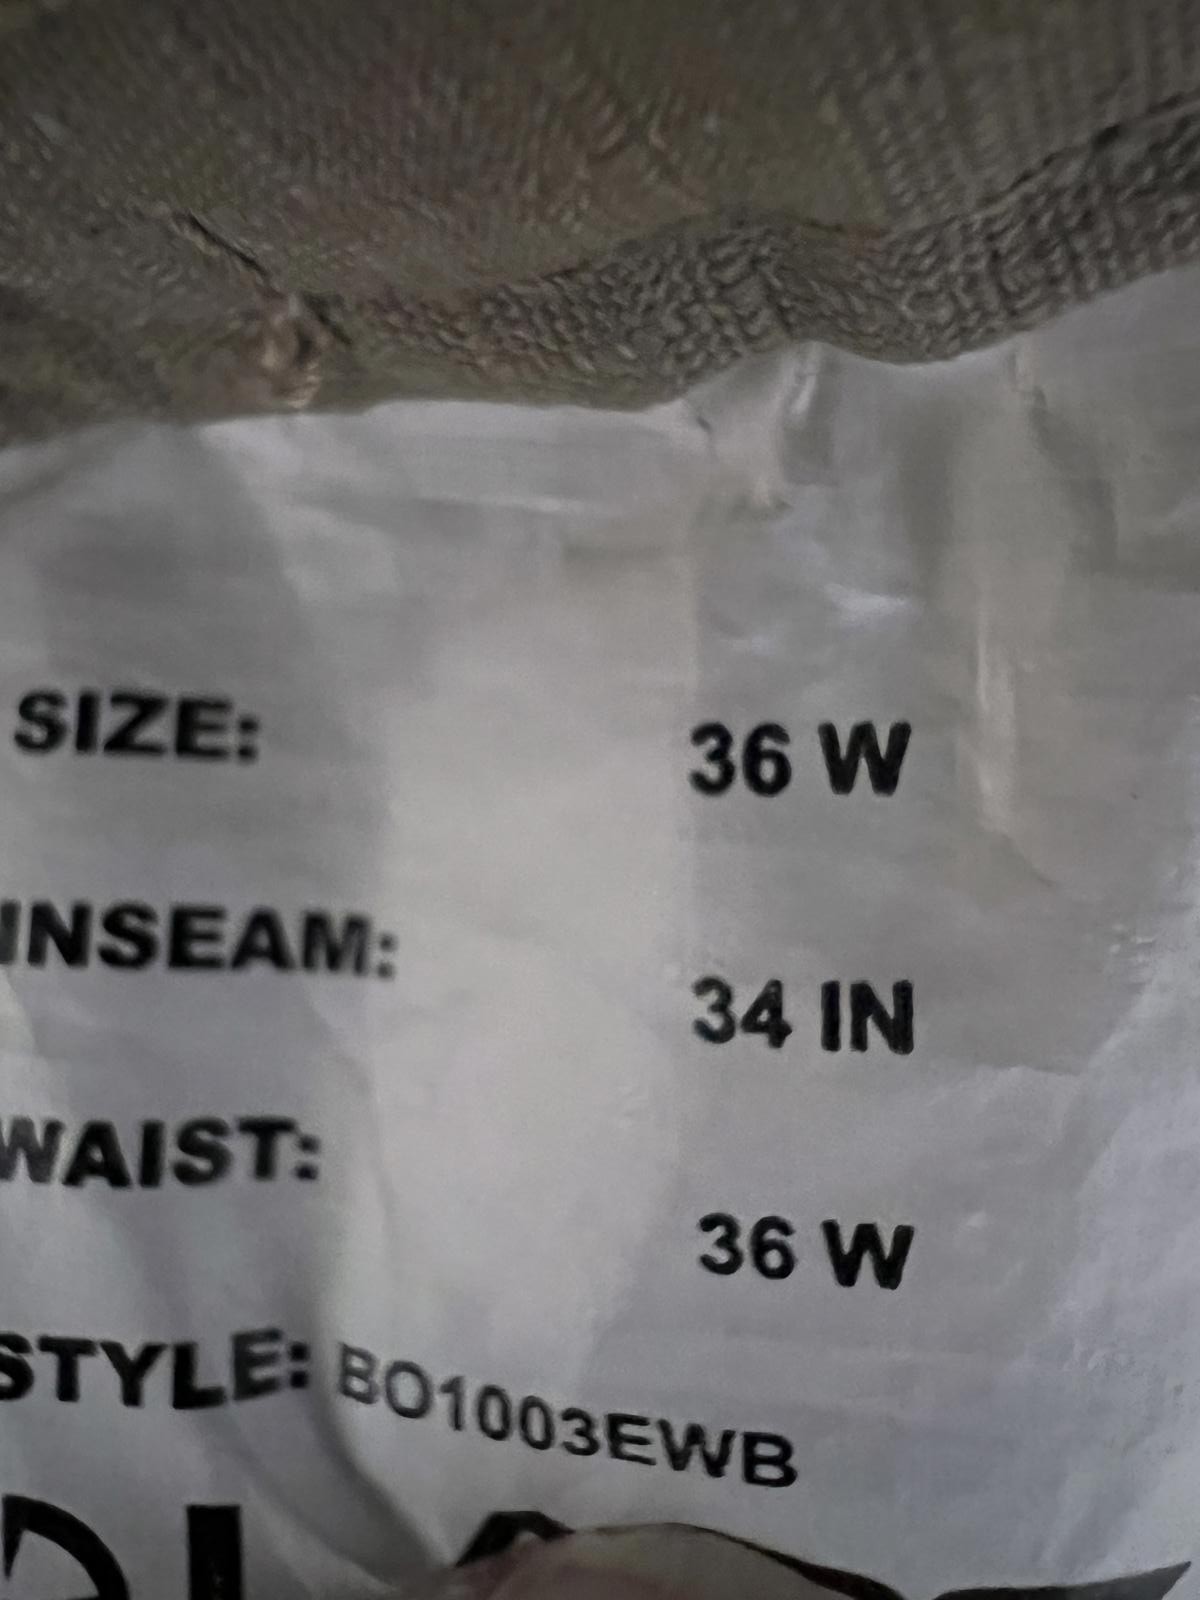 SIZE: 36 W
INSEAM: 34 IN
WAIST: 36 W
STYLE: BO1003EWB